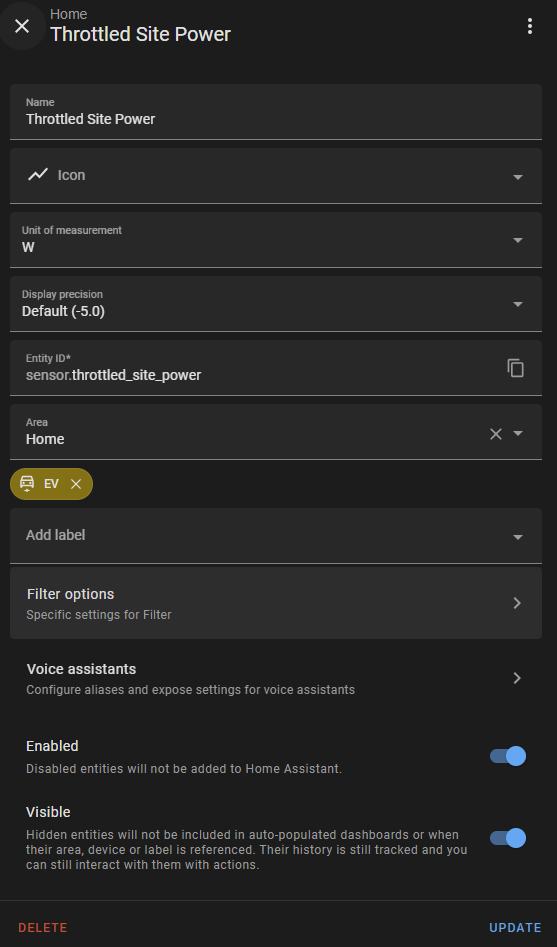 Home
Throttled Site Power
Name
Throttled Site Power
Icon
Unit of measurement
W
Display precision
Default (-5.0)
Entity ID*
sensor.throttled_site_power
Area
Home
EV
Add label
Filter options
Specific settings for Filter
Voice assistants
Configure aliases and expose settings for voice assistants
Enabled
Disabled entities will not be added to Home Assistant.
Visible
Hidden entities will not be included in auto-populated dashboards or when
their area, device or label is referenced. Their history is still tracked and you
can still interact with them with actions.
DELETE
UPDATE